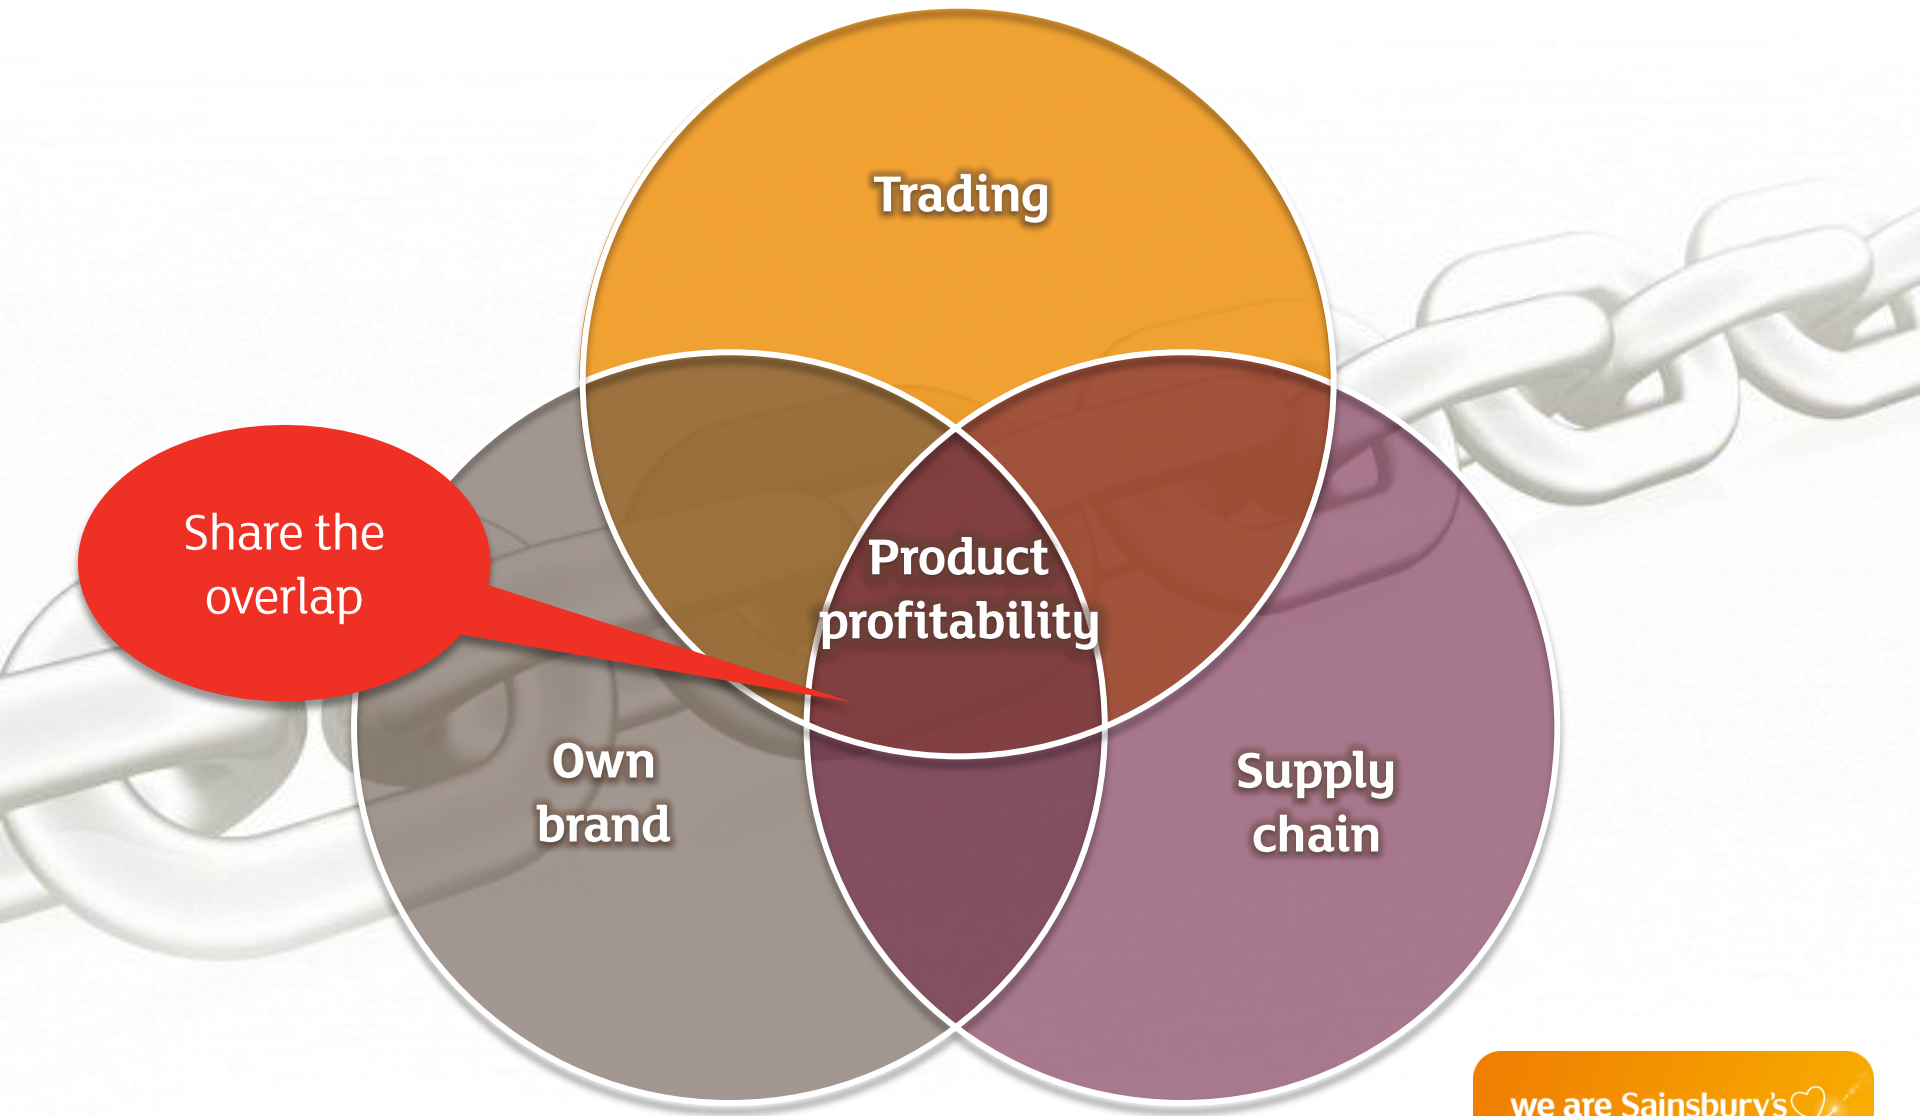 Trading
Share the
overlap
Product
profitability
Own
brand
Supply
chain
we are Sainsbury's